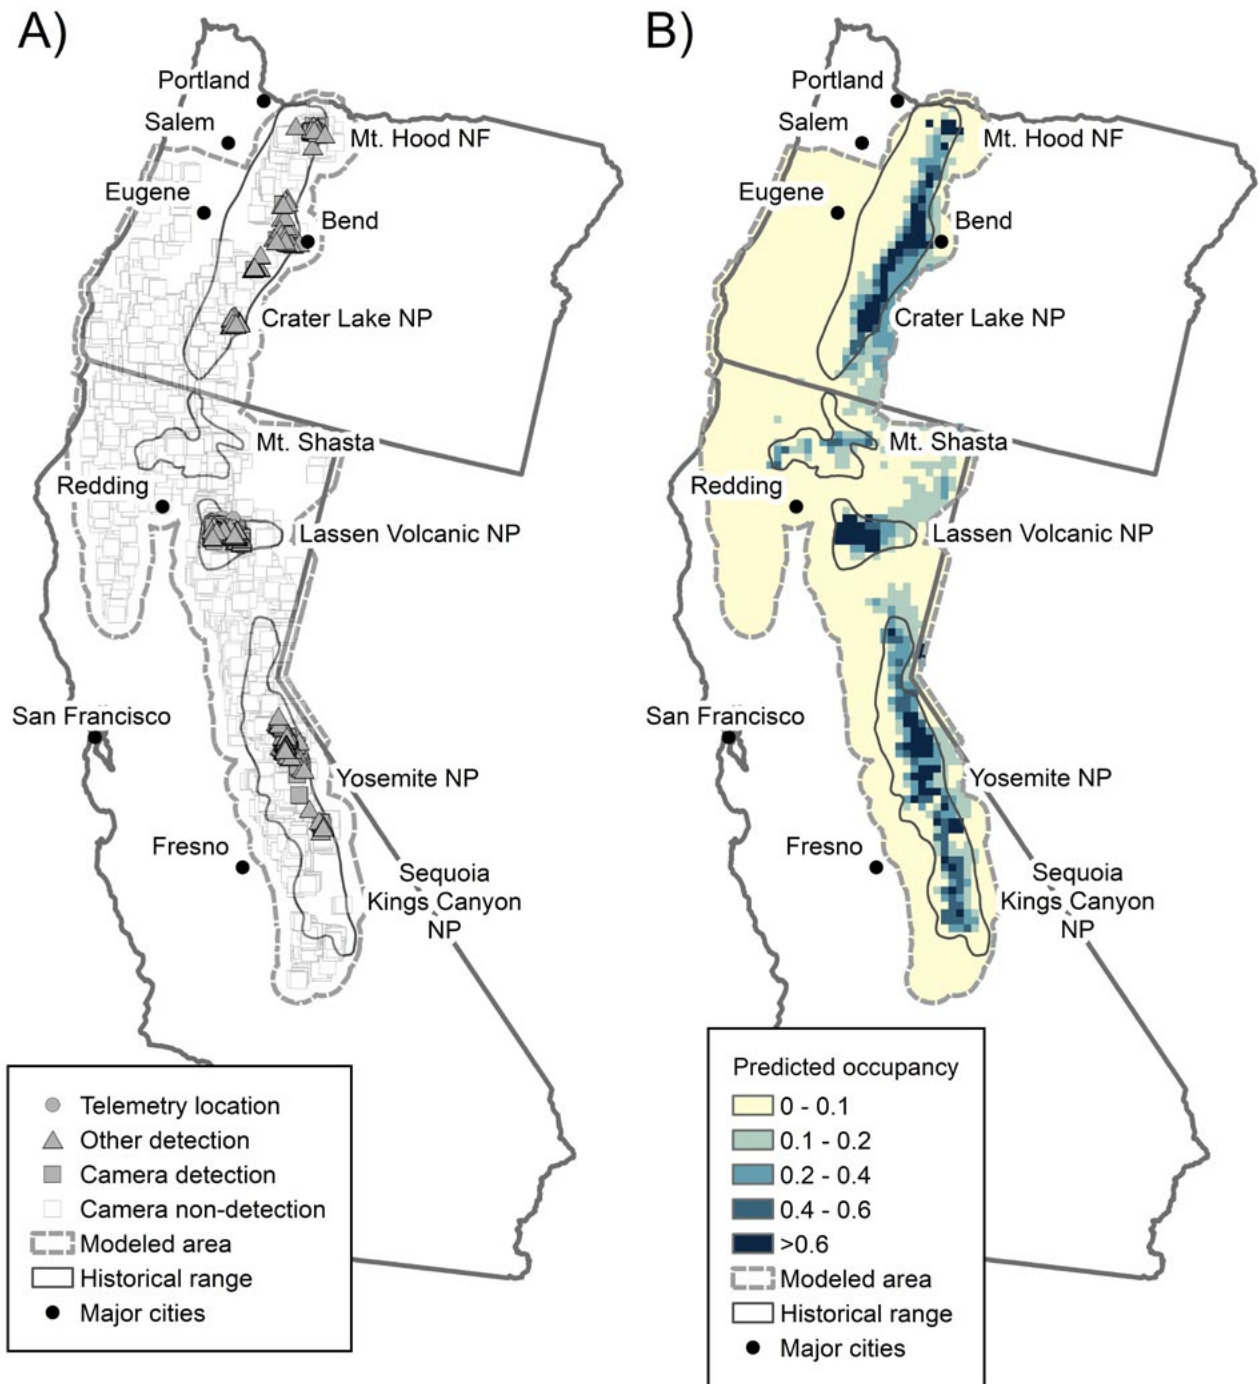 A)
Portland
Salem
Mt. Hood NF
Eugene
Bend
Crater Lake NP
Mt. Shasta
Redding
Lassen Volcanic NP
San Francisco
Yosemite NP
Fresno
Sequoia
Kings Canyon
NP
Telemetry location
Other detection
Camera detection
Camera non-detection
Modeled area
Historical range
Major cities
B)
Portland
Salem
Mt. Hood NF
Eugene
Bend
Crater Lake NP
Mt. Shasta
Redding
Lassen Volcanic NP
San Francisco
Yosemite NP
Fresno
Sequoia
Kings Canyon
NP
Predicted occupancy
0 - 0.1
0.1 - 0.2
0.2 - 0.4
0.4 - 0.6
>0.6
Modeled area
Historical range
Major cities